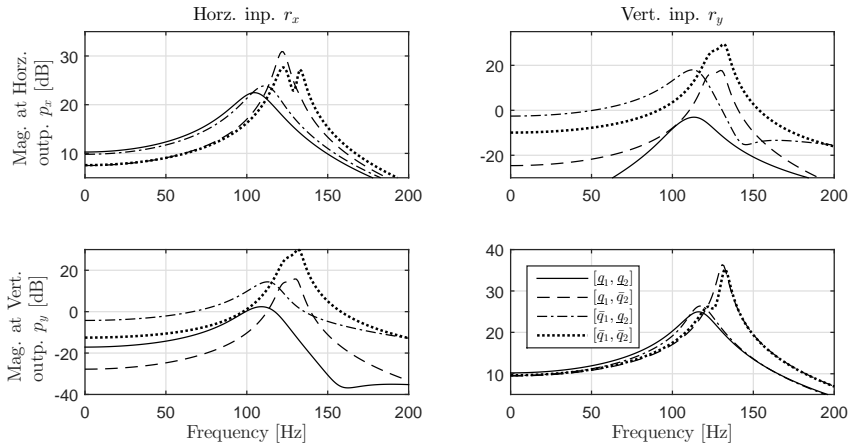 Horz. inp. r_x
Vert. inp. r_y
Mag. at Horz.
outp. p_x [dB]
30
20
10
0 50 100 150 200
20
0
-20
0 50 100 150 200
Mag. at Vert.
outp. p_y [dB]
20
0
-20
-40
0 50 100 150 200
Frequency [Hz]
40
30
20
10
0 50 100 150 200
Frequency [Hz]
[q̲₁, q̲₂]
[q̲₁, q̄₂]
[q̄₁, q̲₂]
[q̄₁, q̄₂]